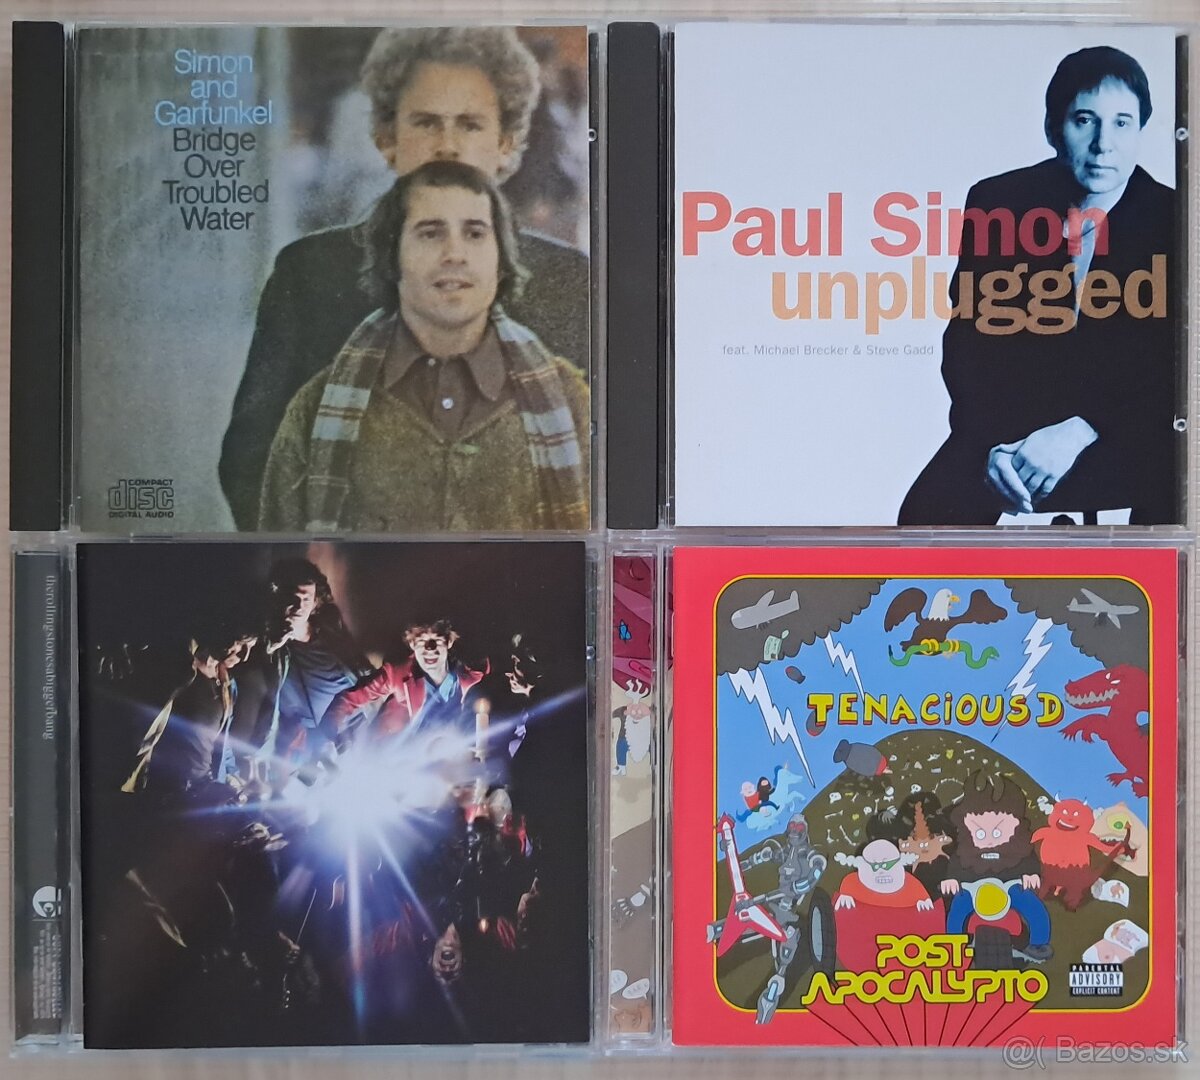 Simon
and
Garfunkel
Bridge
Over
Troubled
Water
COMPACT
disc
DIGITAL AUDIO
Paul Simon
unplugged
feat. Michael Brecker & Steve Gadd
therollingstonesabiggerbang
TENACIOUS D
POST-
APOCALYPTO
PARENTAL
ADVISORY
EXPLICIT CONTENT
@( Bazos.sk